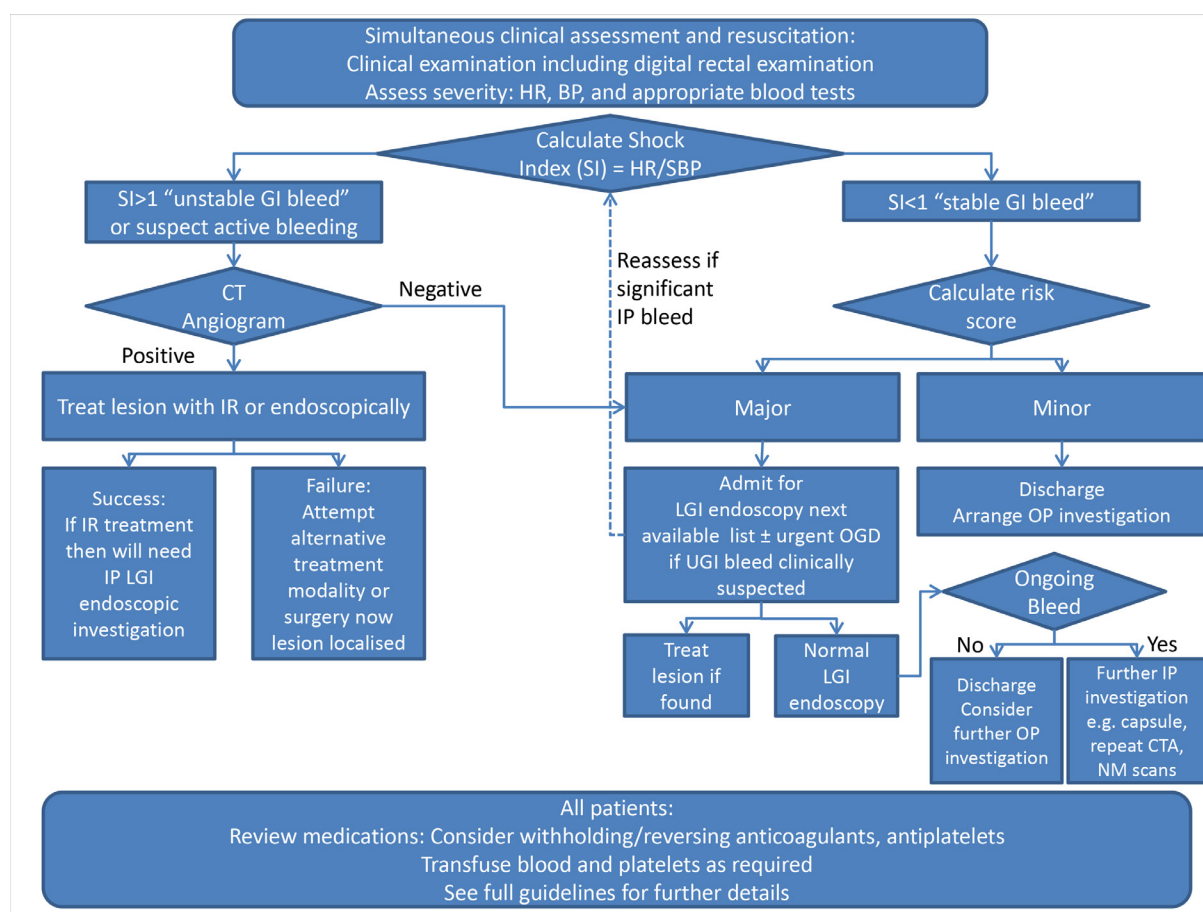 Simultaneous clinical assessment and resuscitation:
Clinical examination including digital rectal examination
Assess severity: HR, BP, and appropriate blood tests
Calculate Shock
Index (SI) = HR/SBP
SI>1 “unstable GI bleed”
or suspect active bleeding
SI<1 “stable GI bleed”
CT
Angiogram
Negative
Positive
Reassess if
significant
IP bleed
Calculate risk
score
Treat lesion with IR or endoscopically
Major
Minor
Success:
If IR treatment
then will need
IP LGI
endoscopic
investigation
Failure:
Attempt
alternative
treatment
modality or
surgery now
lesion localised
Admit for
LGI endoscopy next
available list ± urgent OGD
if UGI bleed clinically
suspected
Discharge
Arrange OP investigation
Treat
lesion if
found
Normal
LGI
endoscopy
Ongoing
Bleed
No
Yes
Discharge
Consider
further OP
investigation
Further IP
investigation
e.g. capsule,
repeat CTA,
NM scans
All patients:
Review medications: Consider withholding/reversing anticoagulants, antiplatelets
Transfuse blood and platelets as required
See full guidelines for further details